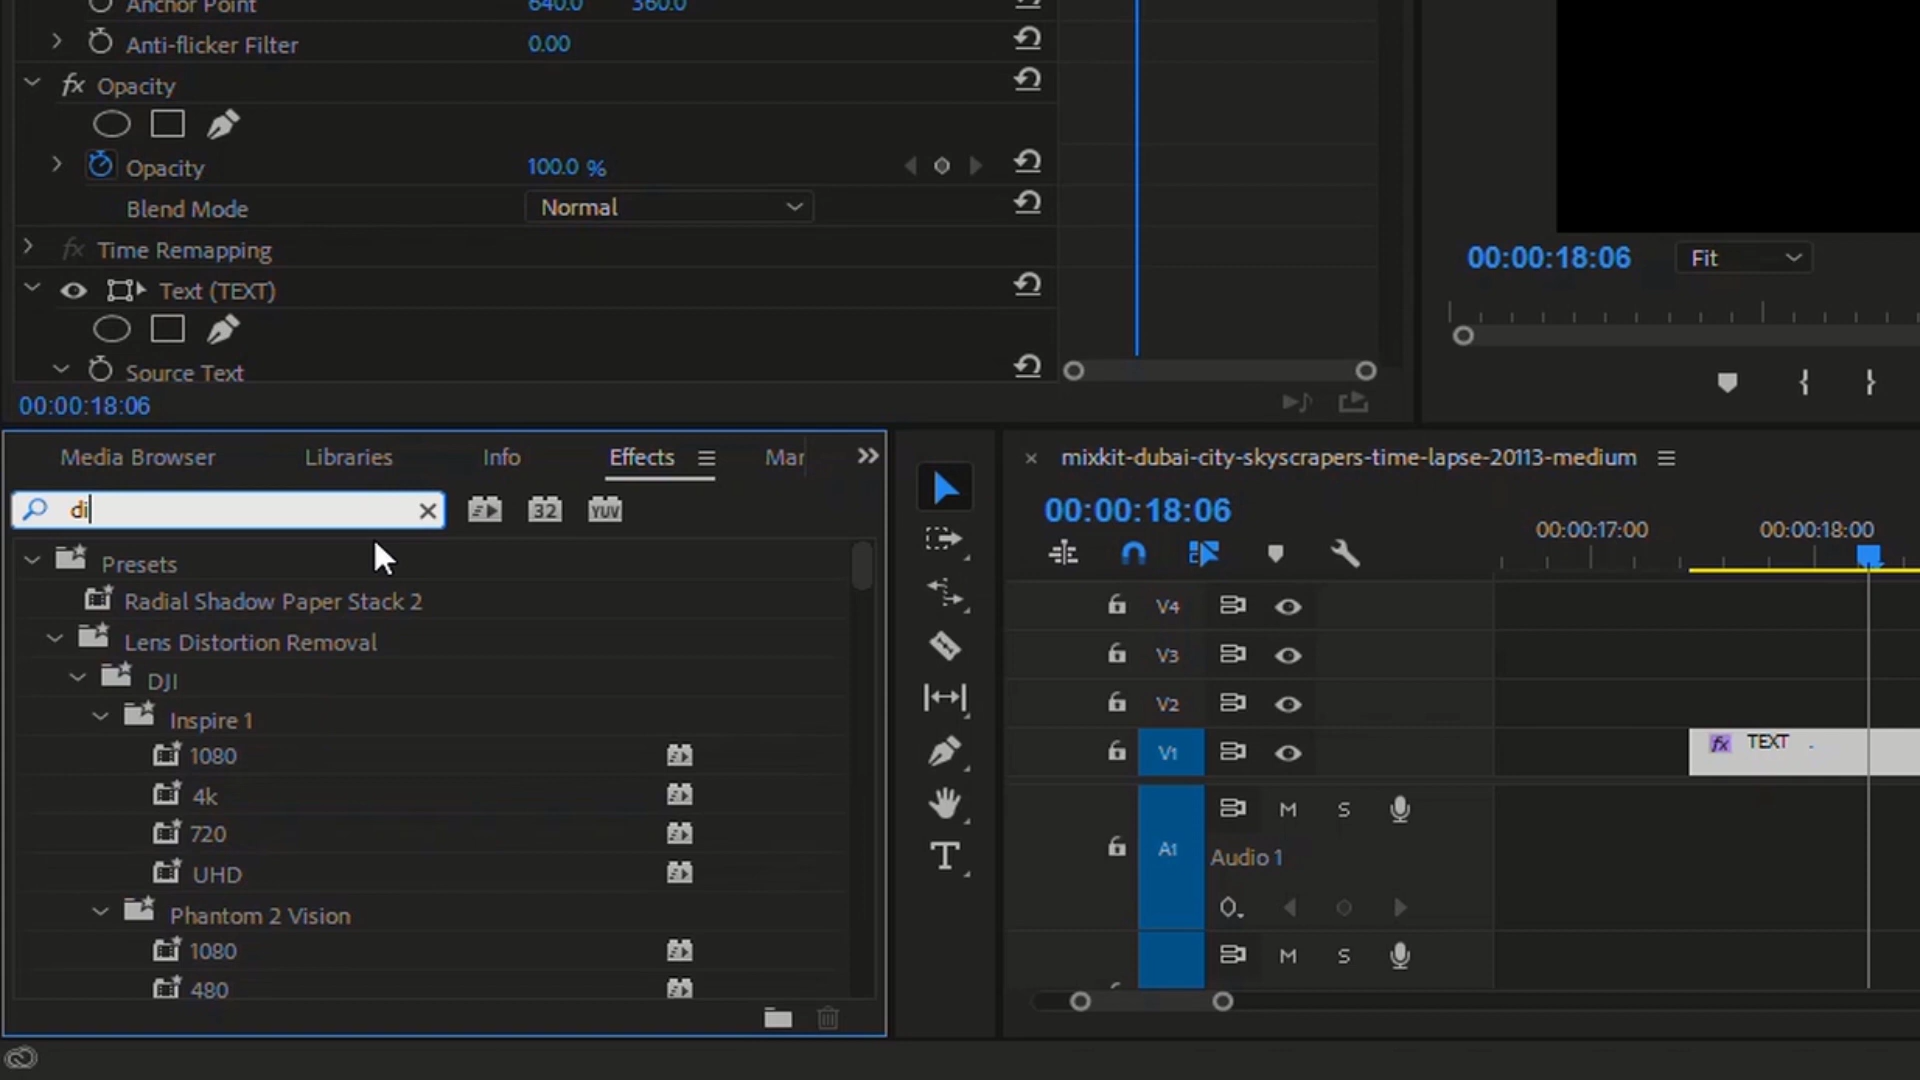 Anchor Point 640.0 360.0
Anti-flicker Filter 0.00
fx Opacity
Opacity 100.0 %
Blend Mode Normal
fx Time Remapping
Text (TEXT)
Source Text
00:00:18:06
00:00:18:06 Fit
Media Browser Libraries Info Effects Mar
di
32 YUV
Presets
Radial Shadow Paper Stack 2
Lens Distortion Removal
DJI
Inspire 1
1080
4k
720
UHD
Phantom 2 Vision
1080
480
T
mixkit-dubai-city-skyscrapers-time-lapse-20113-medium
00:00:18:06
00:00:17:00 00:00:18:00
V4
V3
V2
V1 fx TEXT
M S
A1 Audio 1
M S